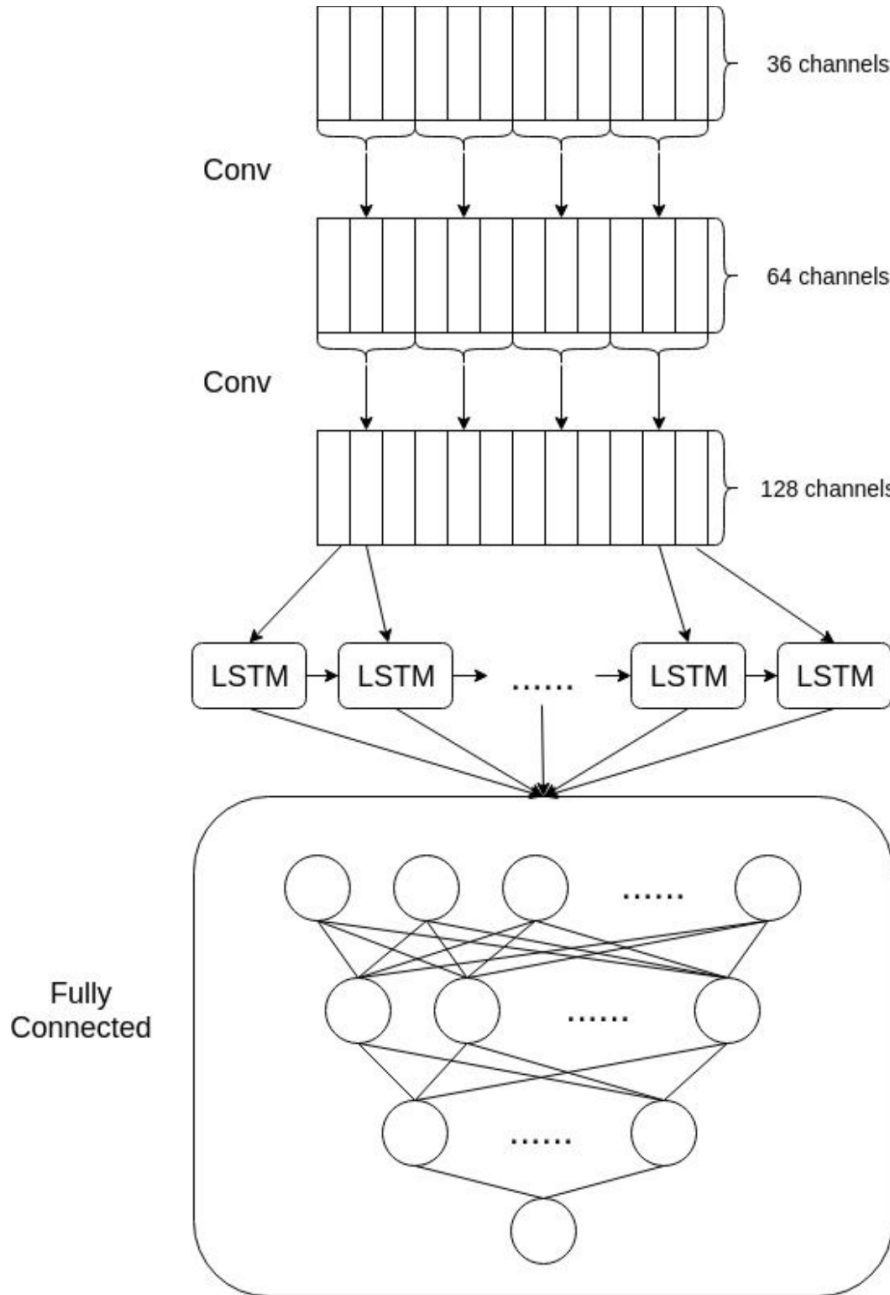 36 channels
Conv
64 channels
Conv
128 channels
LSTM LSTM ...... LSTM LSTM
......
Fully
Connected
......
......